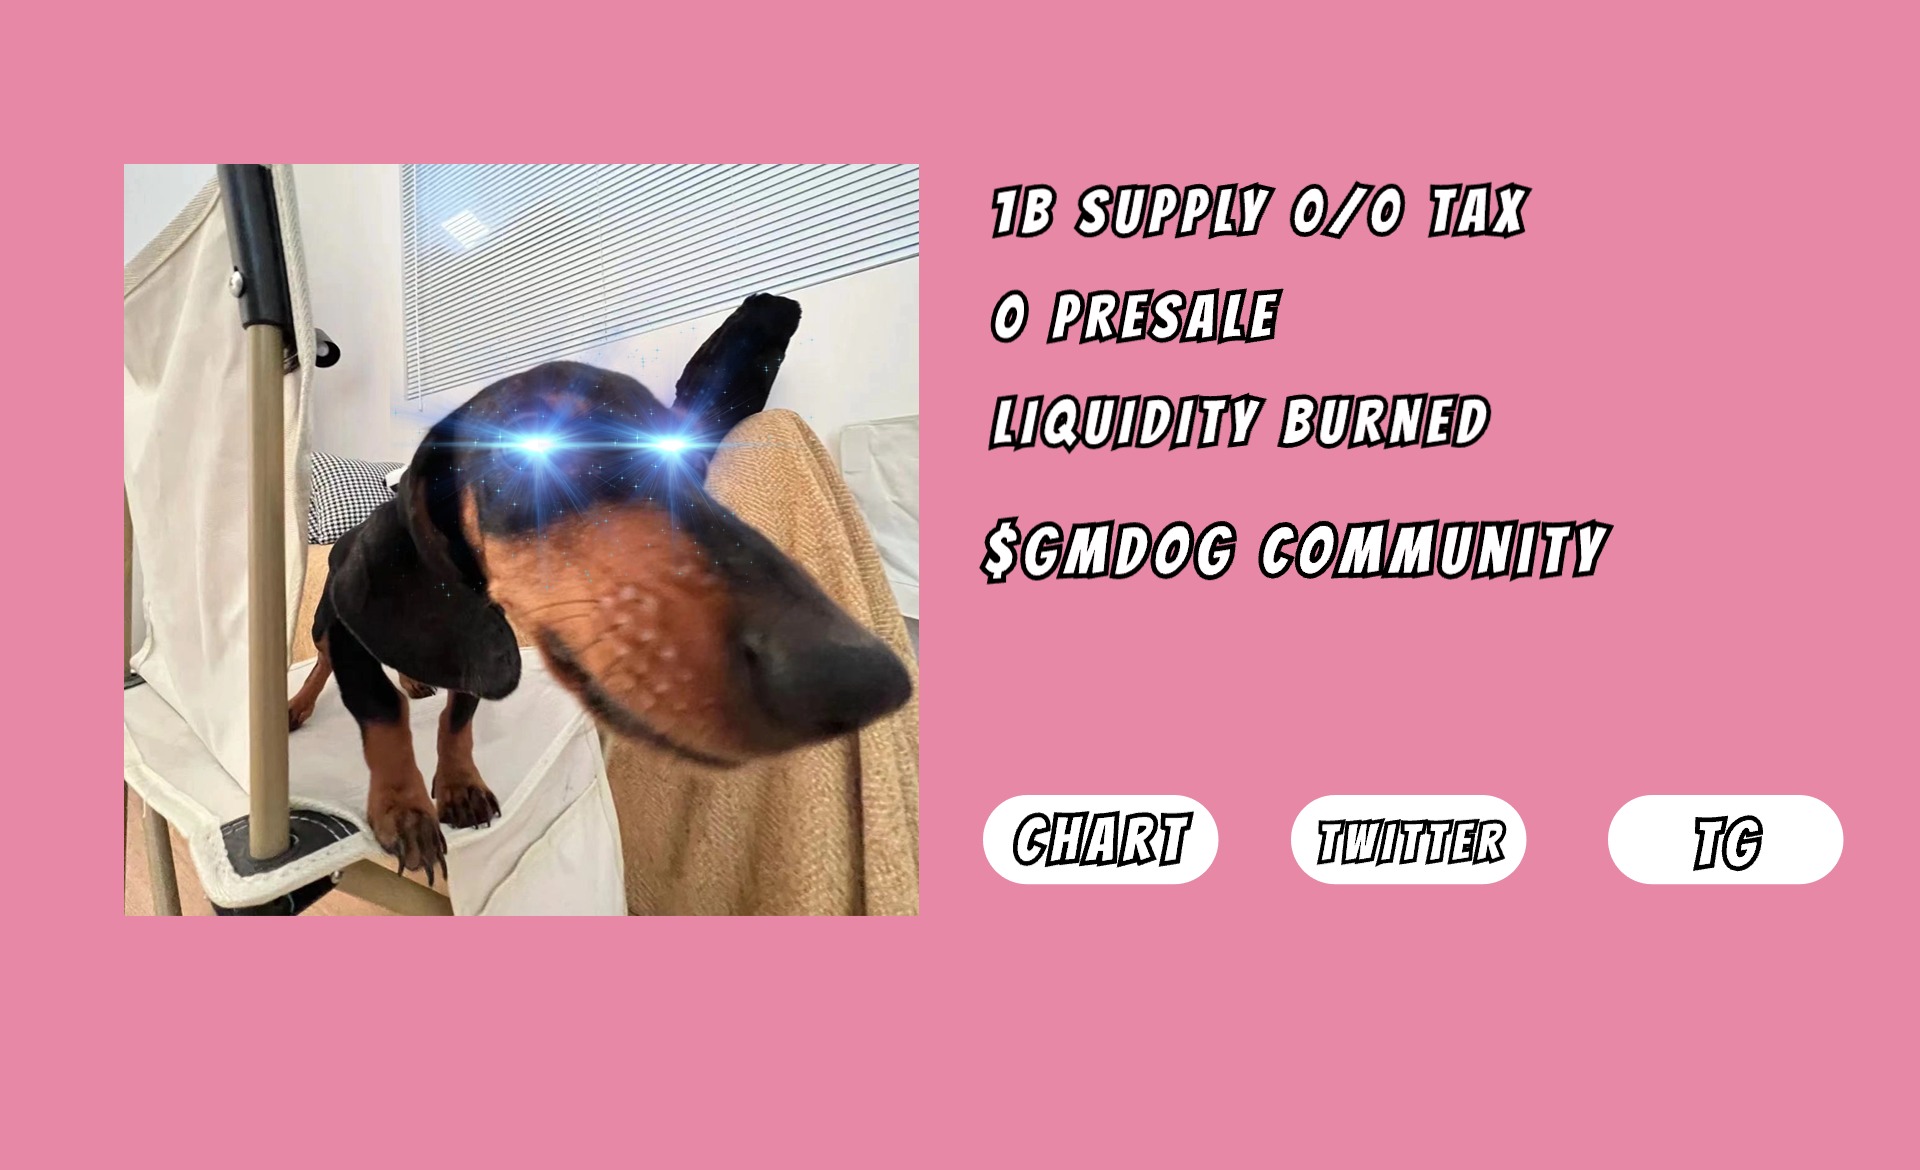 1B SUPPLY 0/0 TAX
0 PRESALE
LIQUIDITY BURNED
$GMDOG COMMUNITY
CHART
TWITTER
TG